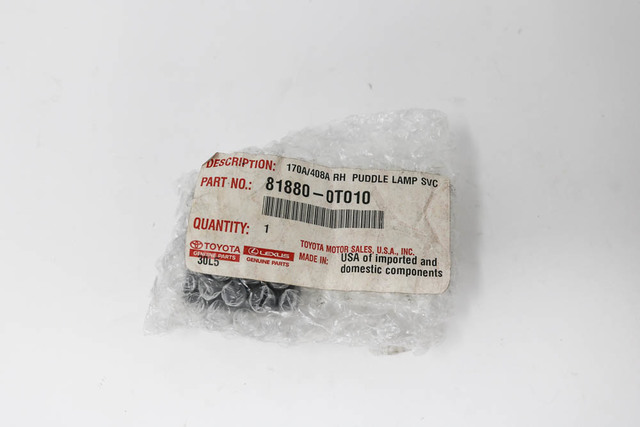 DESCRIPTION: 170A/408A RH PUDDLE LAMP SVC
PART NO.: 81880-0T010
QUANTITY: 1
TOYOTA LEXUS TOYOTA MOTOR SALES, U.S.A., INC.
GENUINE PARTS GENUINE PARTS MADE IN: USA of imported and
30L5 domestic components